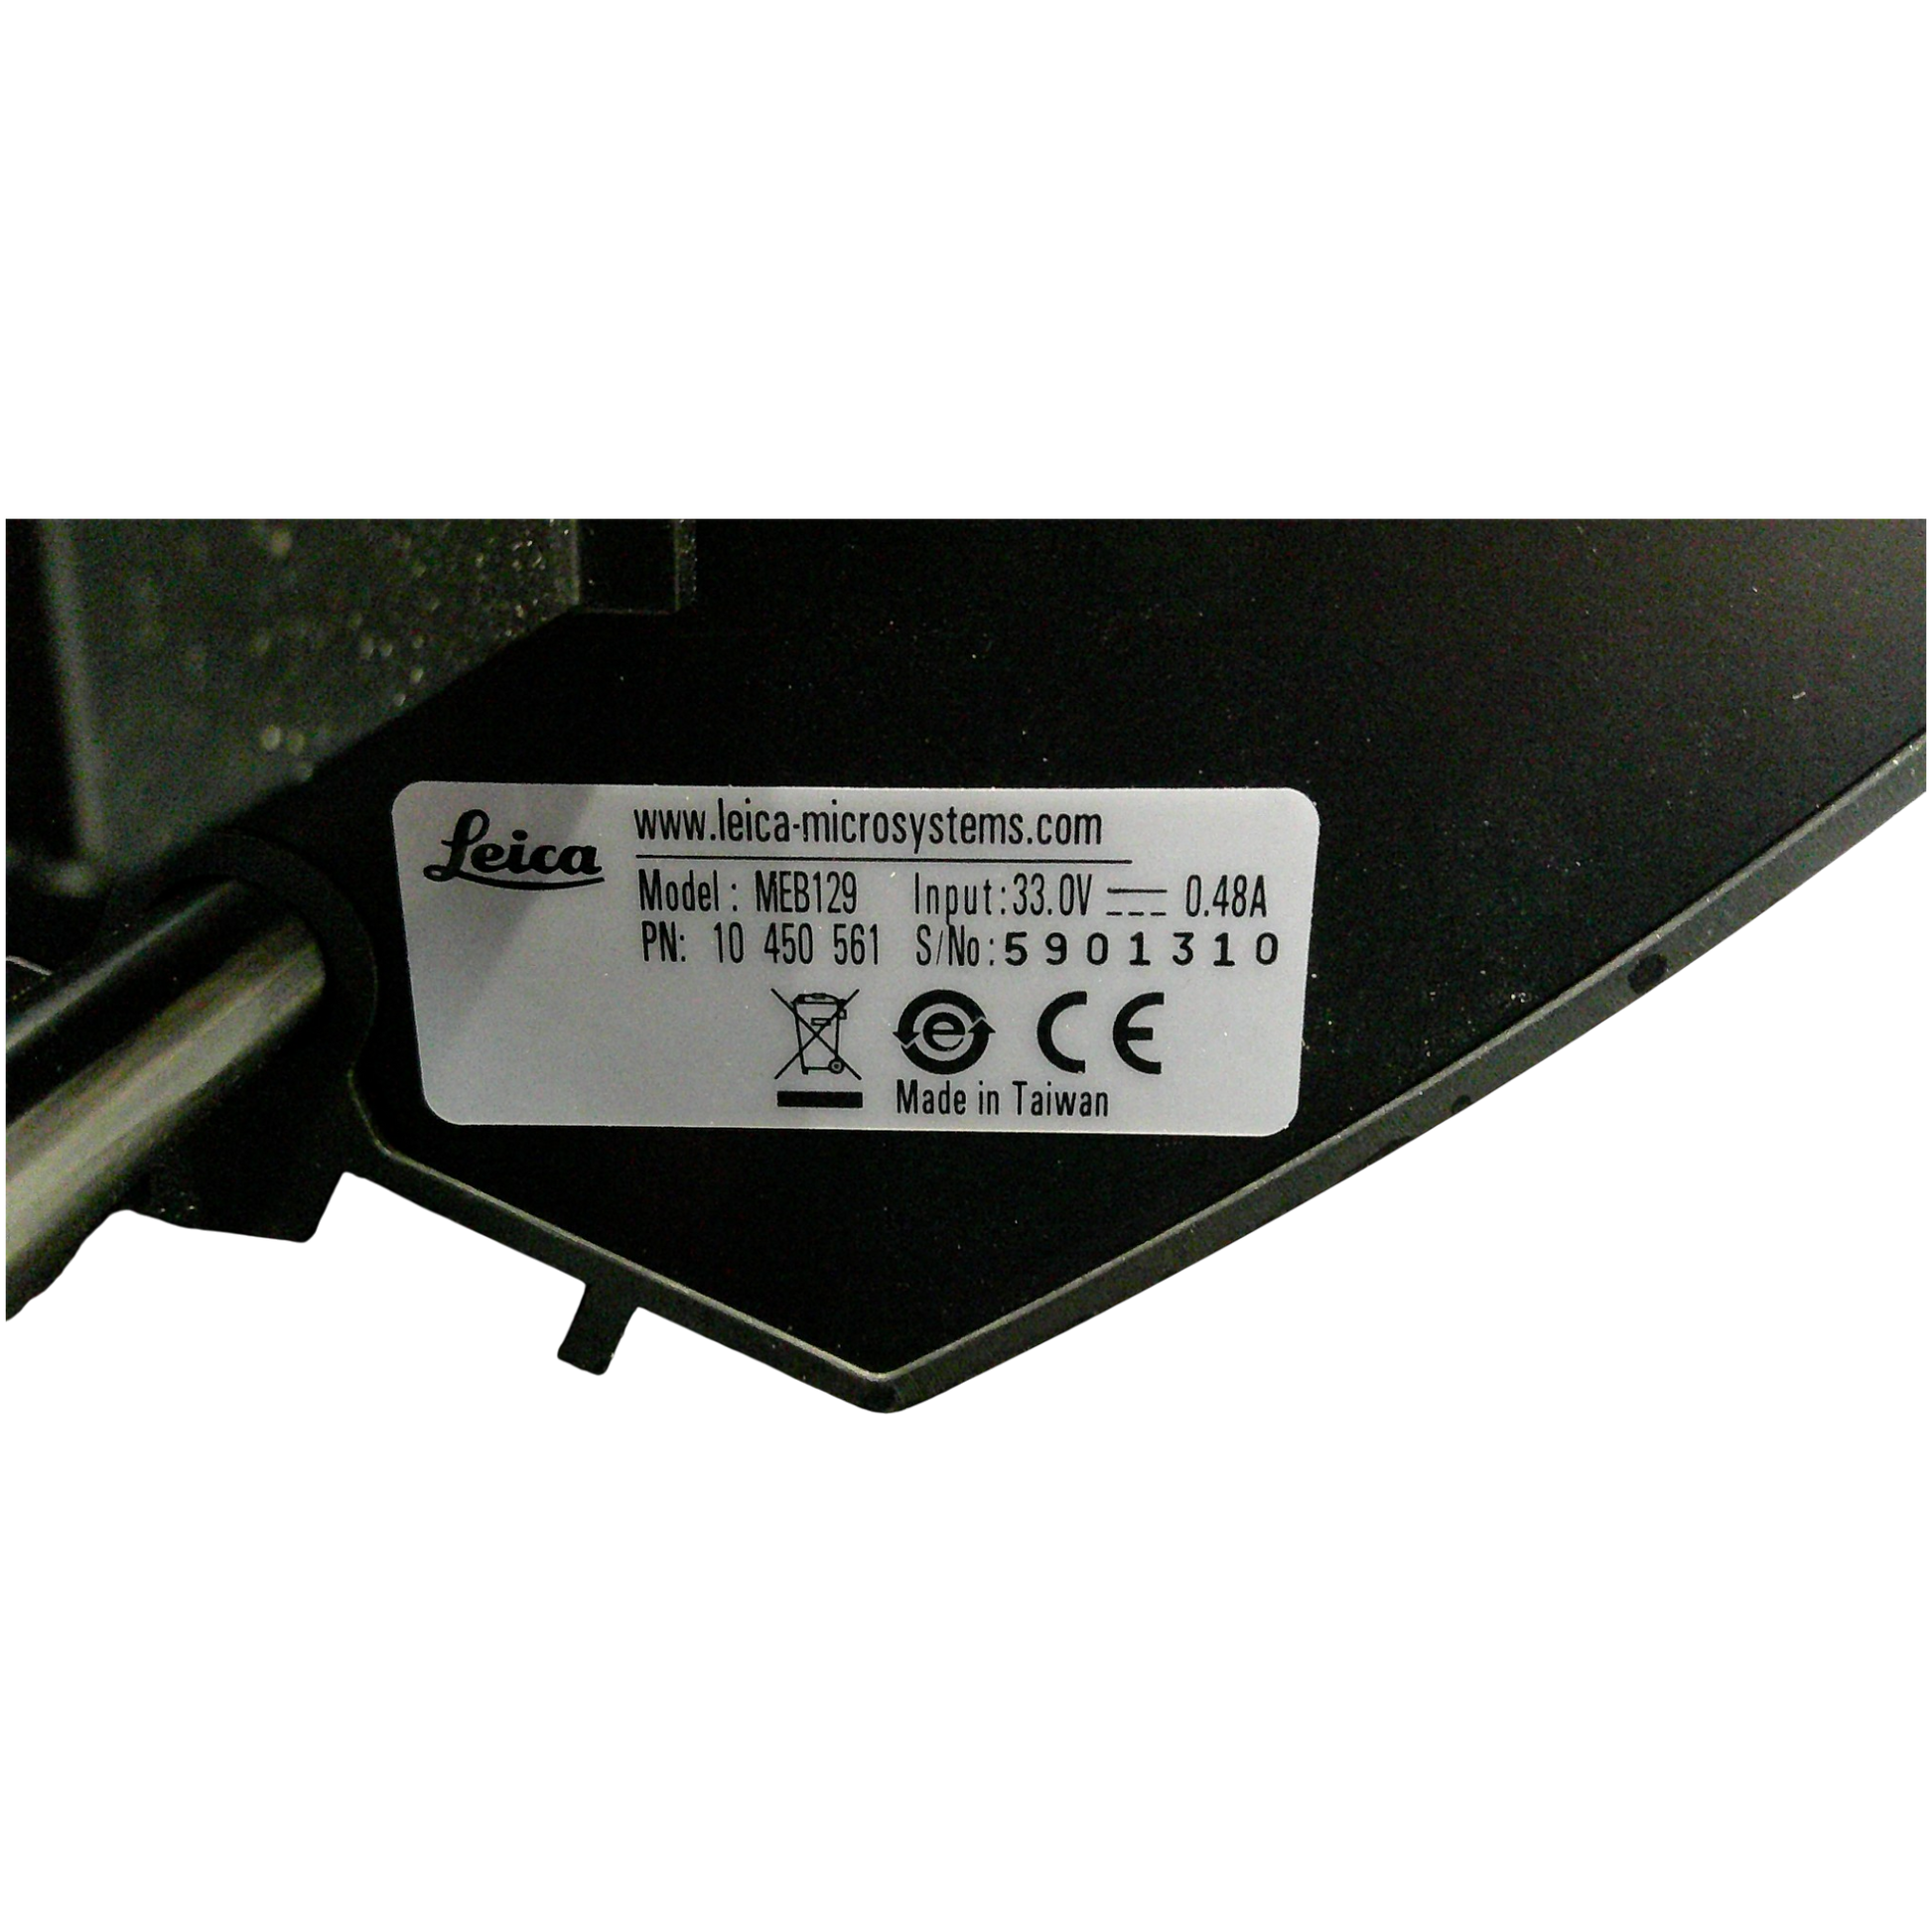 Leica
www.leica-microsystems.com
Model : MEB129 Input:33.0V 0.48A
PN: 10 450 561 S/No:5901310
e CE
Made in Taiwan